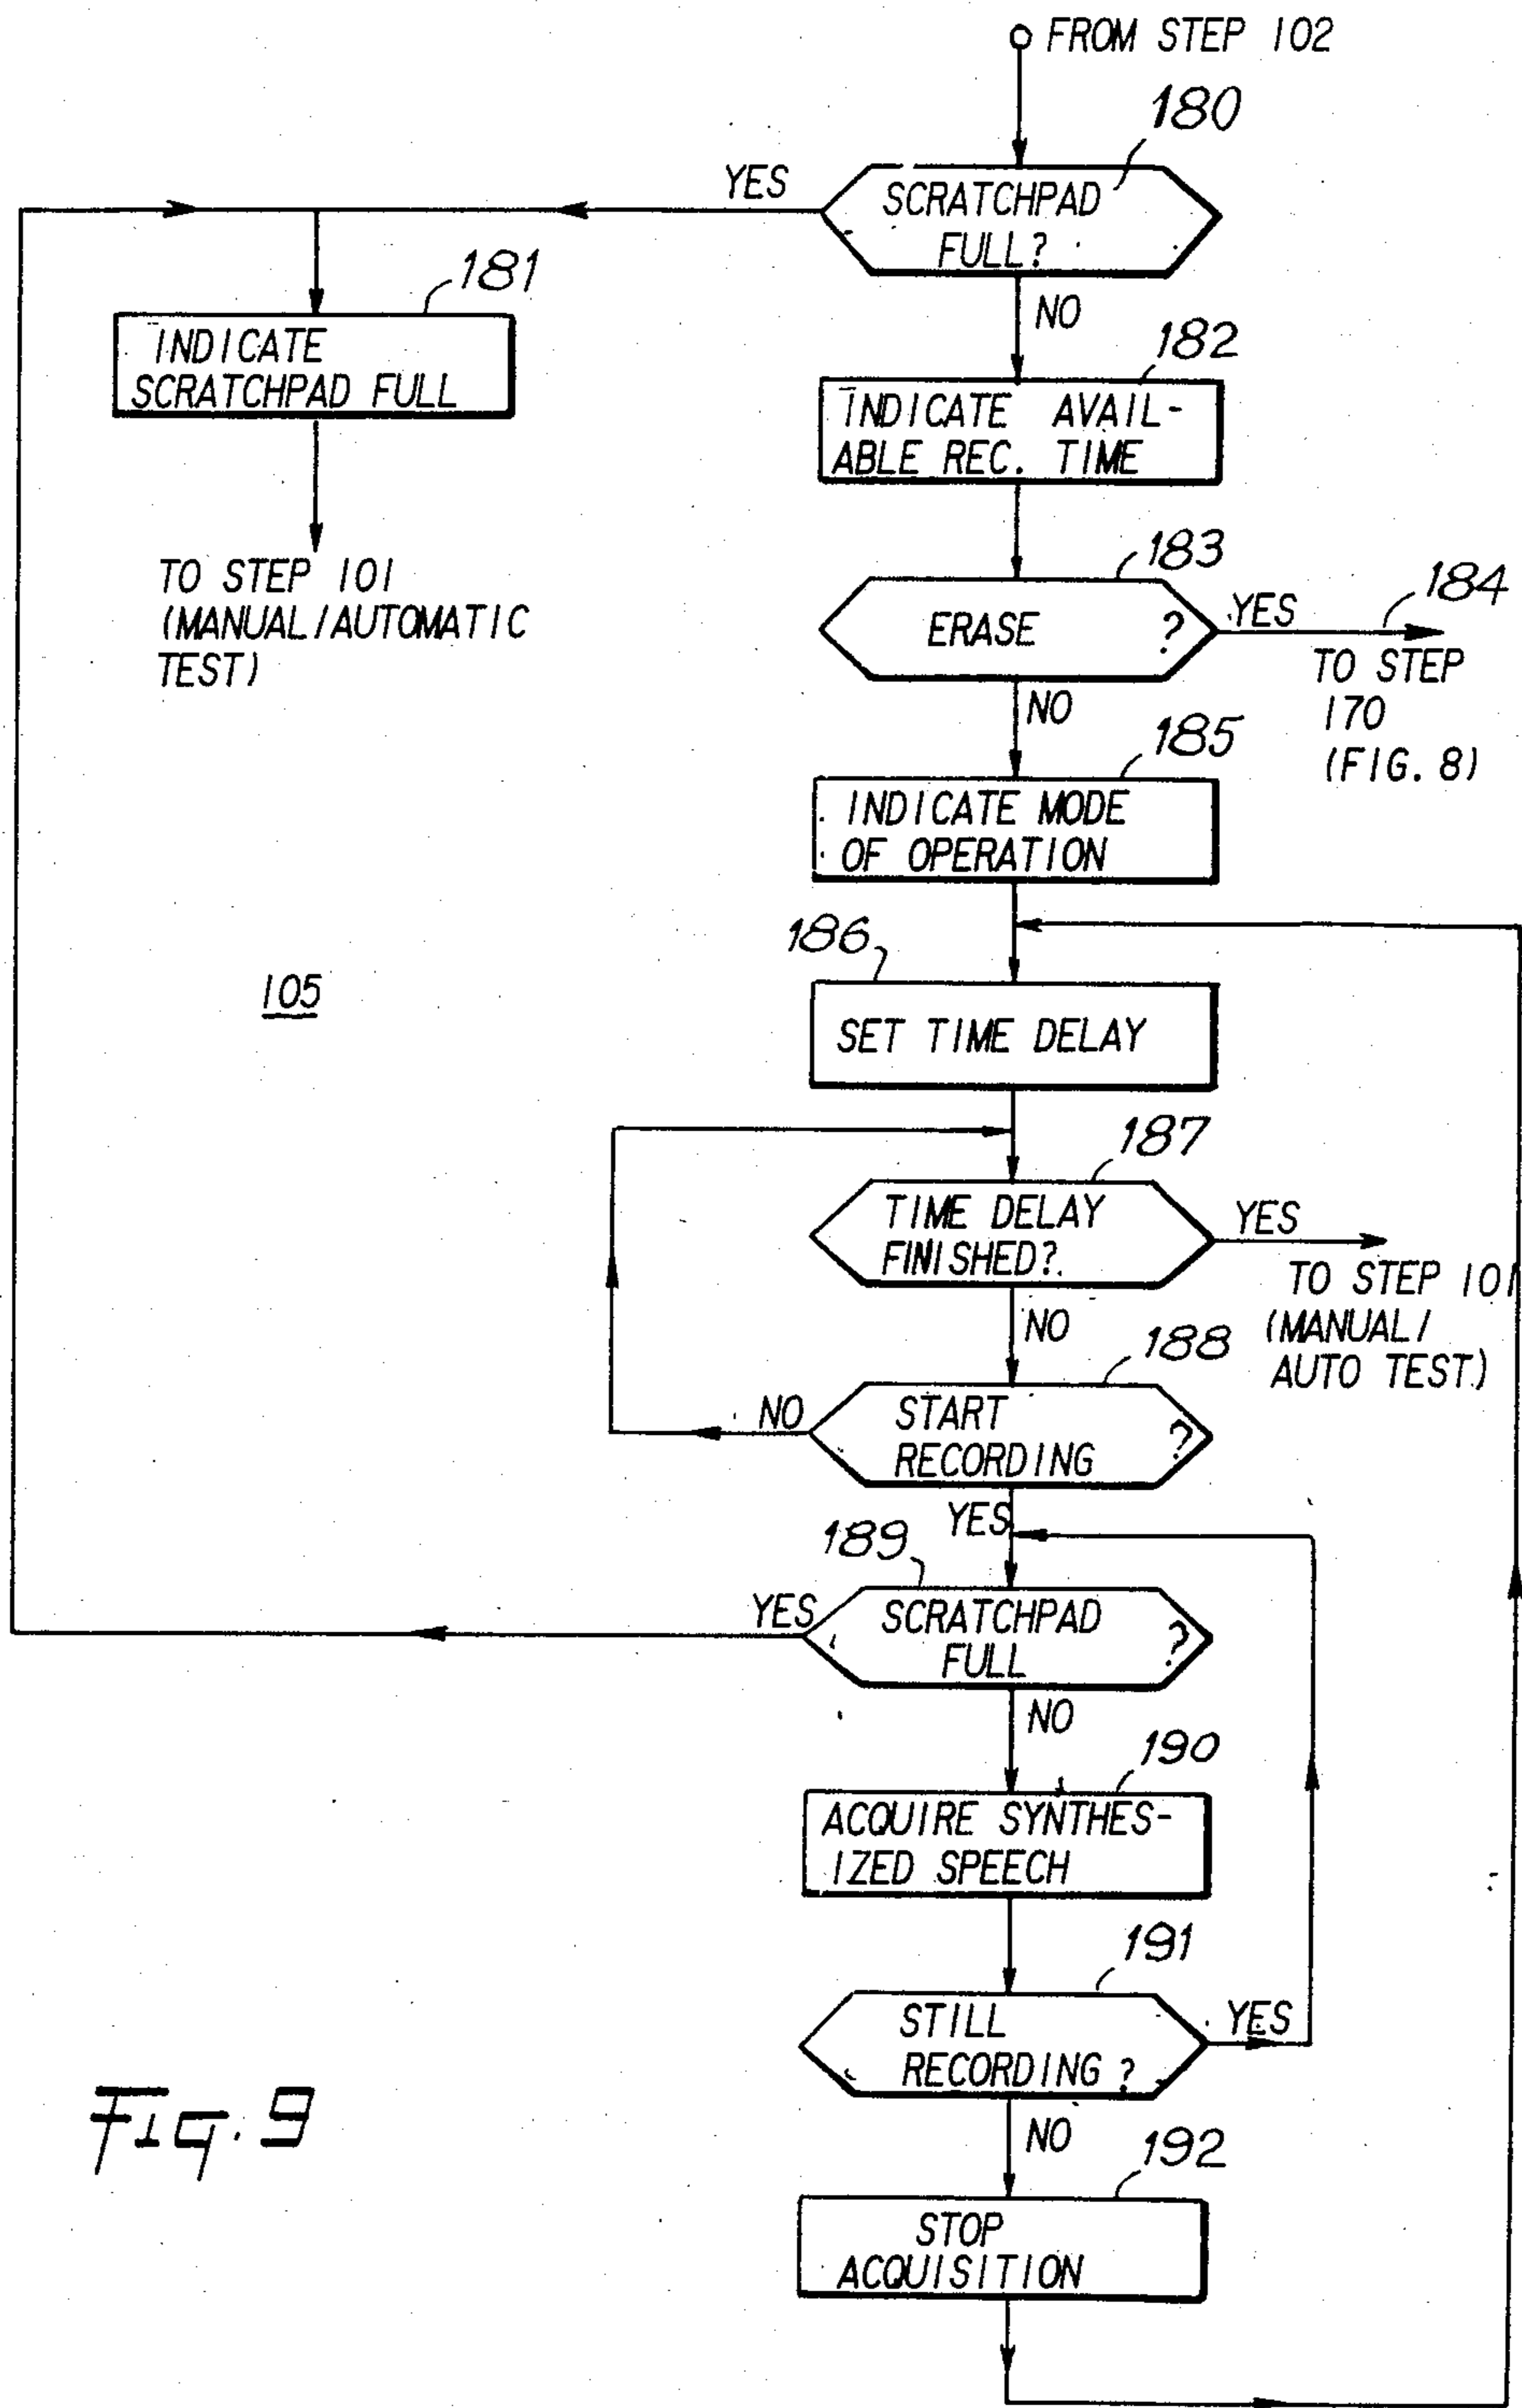 FROM STEP 102
180
YES
SCRATCHPAD
FULL?
181
NO
INDICATE
SCRATCHPAD FULL
182
INDICATE AVAIL-
ABLE REC. TIME
TO STEP 101
(MANUAL/AUTOMATIC
TEST)
183
ERASE ?
YES
184
TO STEP
170
(FIG. 8)
NO
185
INDICATE MODE
OF OPERATION
186
105
SET TIME DELAY
187
TIME DELAY
FINISHED?
YES
TO STEP 101
(MANUAL/
AUTO TEST)
NO
188
NO
START
RECORDING ?
YES
189
YES
SCRATCHPAD
FULL ?
NO
190
ACQUIRE SYNTHES-
IZED SPEECH
191
STILL
RECORDING ?
YES
NO
192
STOP
ACQUISITION
Fig. 9